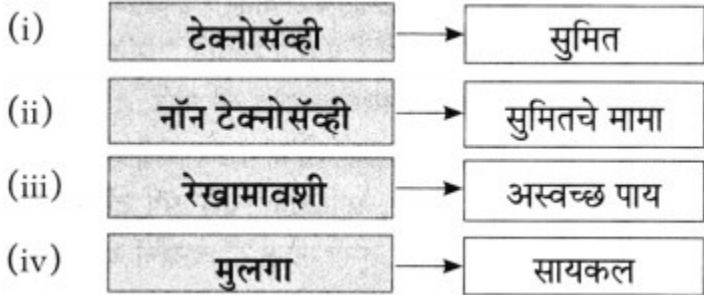 (i) टेक्नोसॅव्ही → सुमित
(ii) नॉन टेक्नोसॅव्ही → सुमितचे मामा
(iii) रेखामावशी → अस्वच्छ पाय
(iv) मुलगा → सायकल